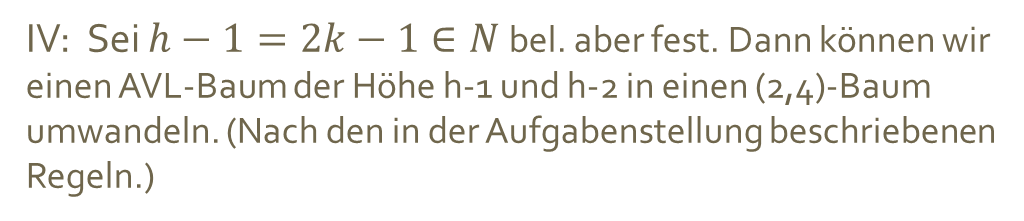 IV: Sei ℎ − 1 = 2𝑘 − 1 ∈ 𝑁 bel. aber fest. Dann können wir
einen AVL-Baum der Höhe h-1 und h-2 in einen (2,4)-Baum
umwandeln. (Nach den in der Aufgabenstellung beschriebenen
Regeln.)